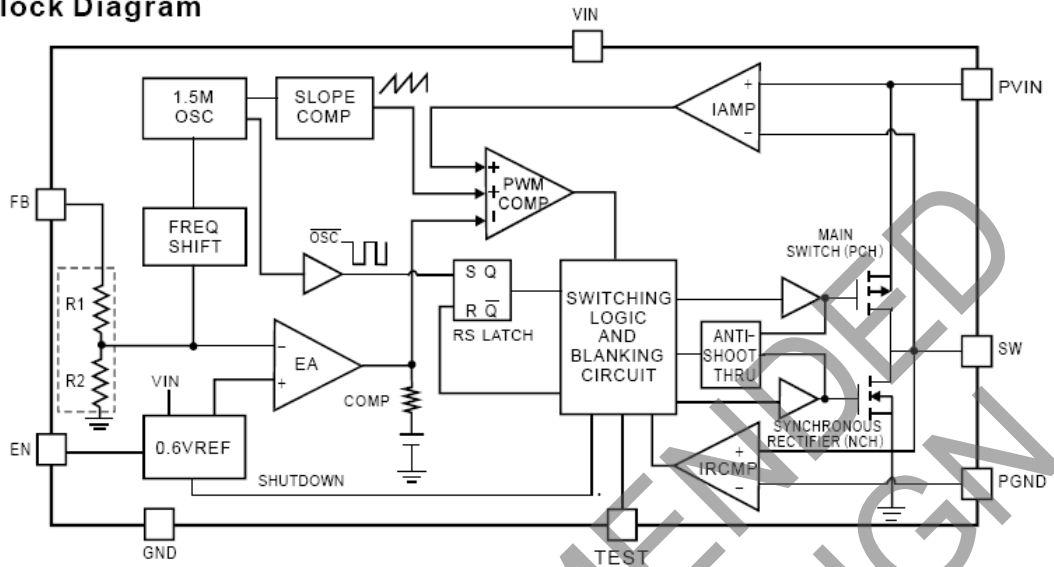 lock Diagram
VIN
1.5M
OSC
SLOPE
COMP
+
IAMP
−
PVIN
FB
FREQ
SHIFT
+
+
−
PWM
COMP
OSC
MAIN
SWITCH (PCH)
R1
R2
S Q
R Q
RS LATCH
SWITCHING
LOGIC
AND
BLANKING
CIRCUIT
ANTI-
SHOOT
THRU
SW
−
EA
+
VIN
COMP
EN
0.6VREF
SHUTDOWN
SYNCHRONOUS
RECTIFIER (NCH)
+
IRCMP
−
PGND
GND
TEST
MENDED
IGN